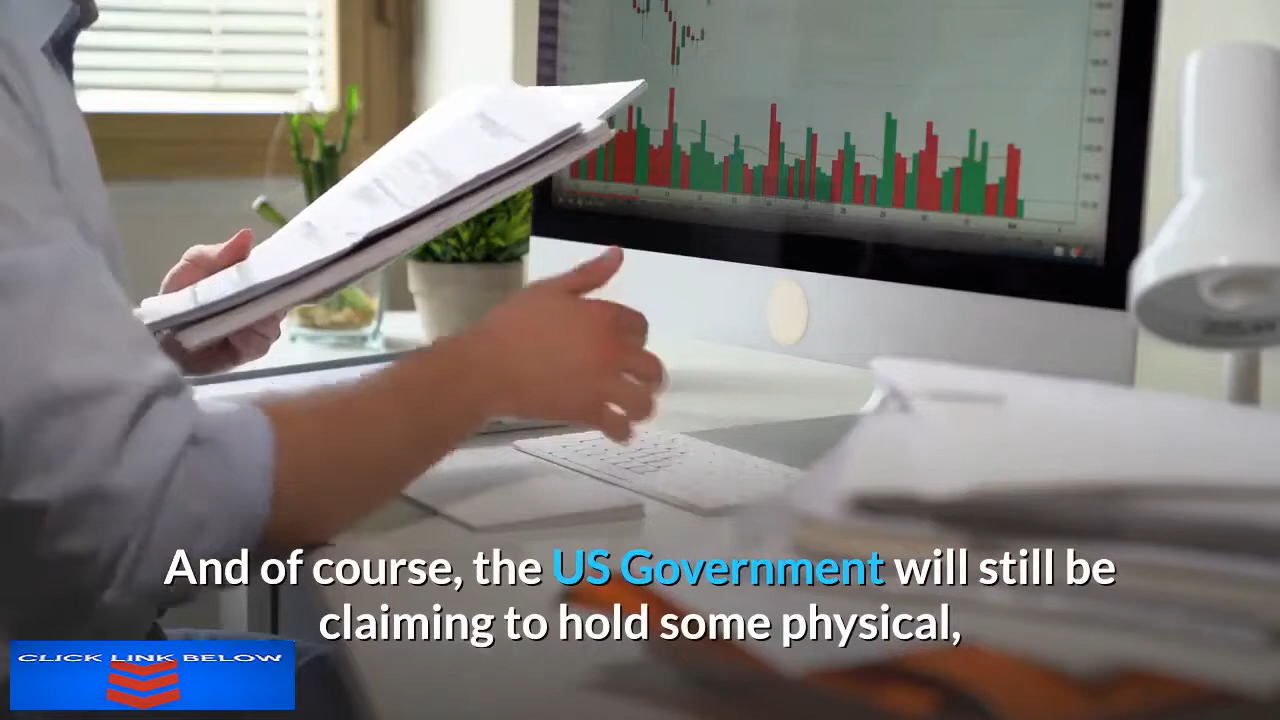 And of course, the US Government will still be
claiming to hold some physical,
CLICK LINK BELOW